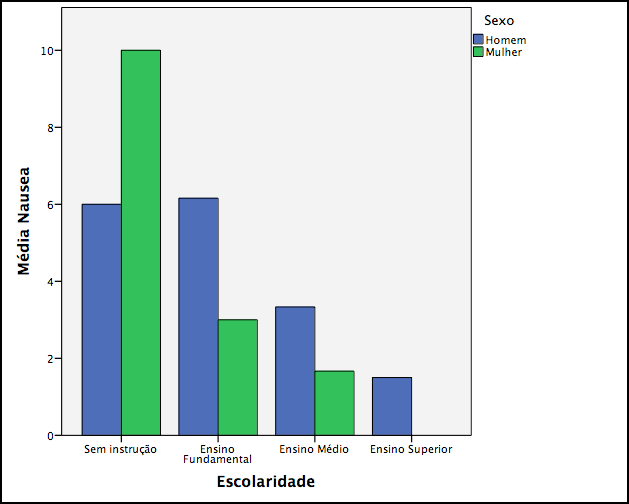 Sexo
Homem
Mulher
Média Nausea
10
8
6
4
2
0
Sem instrução
Ensino
Fundamental
Ensino Médio
Ensino Superior
Escolaridade